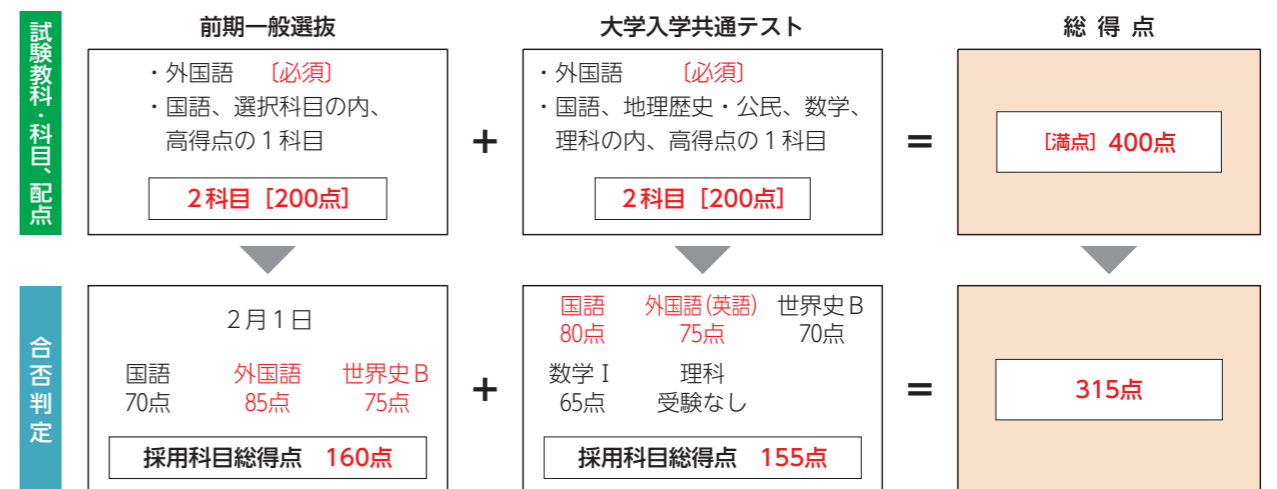 試験教科・科目、配点
前期一般選抜
・外国語 〔必須〕
・国語、選択科目の内、
高得点の1科目
2科目［200点］
+
大学入学共通テスト
・外国語 〔必須〕
・国語、地理歴史・公民、数学、
理科の内、高得点の1科目
2科目［200点］
=
総得点
［満点］400点
合否判定
2月1日
国語 外国語 世界史B
70点 85点 75点
採用科目総得点 160点
+
国語 外国語（英語） 世界史B
80点 75点 70点
数学Ⅰ 理科
65点 受験なし
採用科目総得点 155点
=
315点